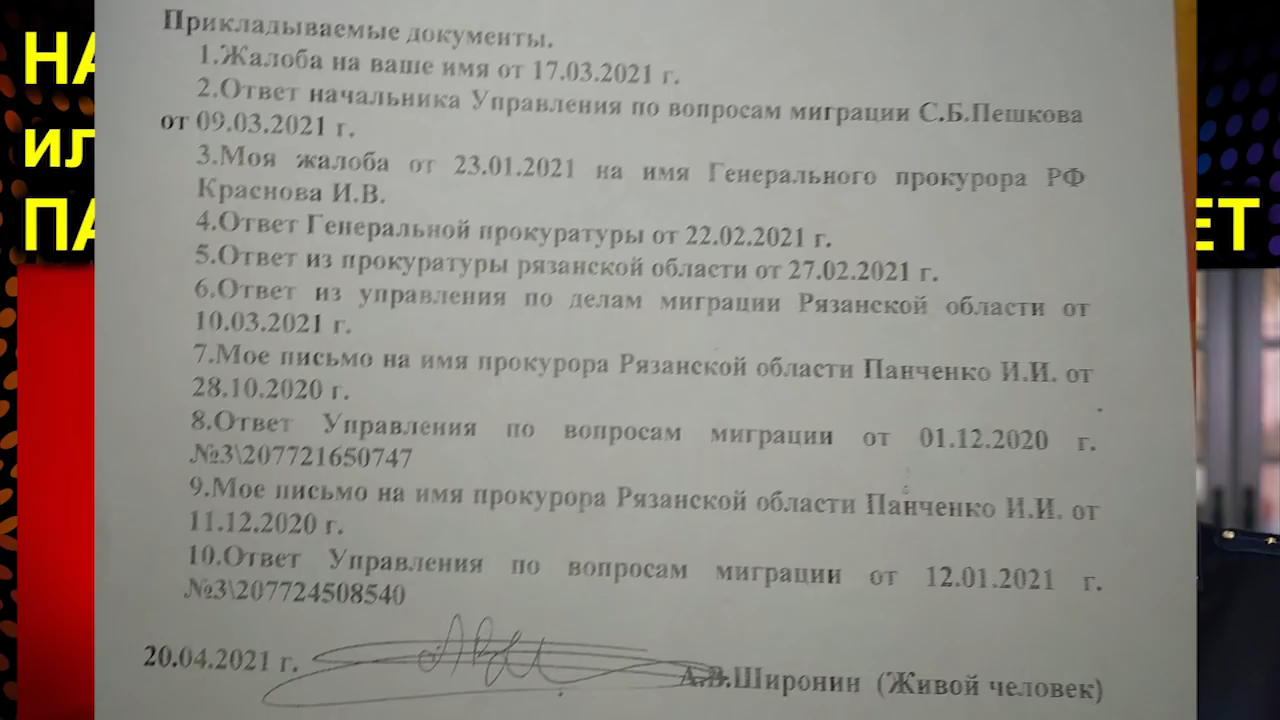 НА
ил
ПА
ЕТ
Прикладываемые документы.
1.Жалоба на ваше имя от 17.03.2021 г.
2.Ответ начальника Управления по вопросам миграции С.Б.Пешкова
от 09.03.2021 г.
3.Моя жалоба от 23.01.2021 на имя Генерального прокурора РФ
Краснова И.В.
4.Ответ Генеральной прокуратуры от 22.02.2021 г.
5.Ответ из прокуратуры рязанской области от 27.02.2021 г.
6.Ответ из управления по делам миграции Рязанской области от
10.03.2021 г.
7.Мое письмо на имя прокурора Рязанской области Панченко И.И. от
28.10.2020 г.
8.Ответ Управления по вопросам миграции от 01.12.2020 г.
№3\207721650747
9.Мое письмо на имя прокурора Рязанской области Панченко И.И. от
11.12.2020 г.
10.Ответ Управления по вопросам миграции от 12.01.2021 г.
№3\207724508540
20.04.2021 г. А.В.Широнин (Живой человек)